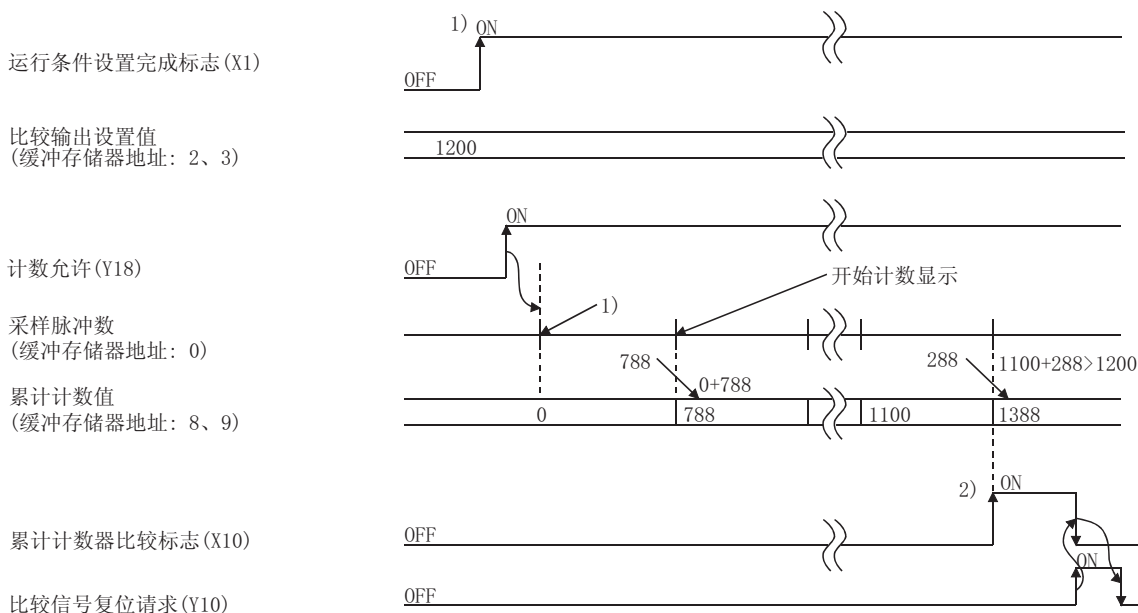 1) ON
运行条件设置完成标志(X1)
OFF
比较输出设置值
(缓冲存储器地址: 2、3)
1200
ON
计数允许(Y18)
OFF
开始计数显示
采样脉冲数
(缓冲存储器地址: 0)
1)
788
0+788
288
1100+288>1200
累计计数值
(缓冲存储器地址: 8、9)
0
788
1100
1388
2)
ON
累计计数器比较标志(X10)
OFF
ON
比较信号复位请求(Y10)
OFF